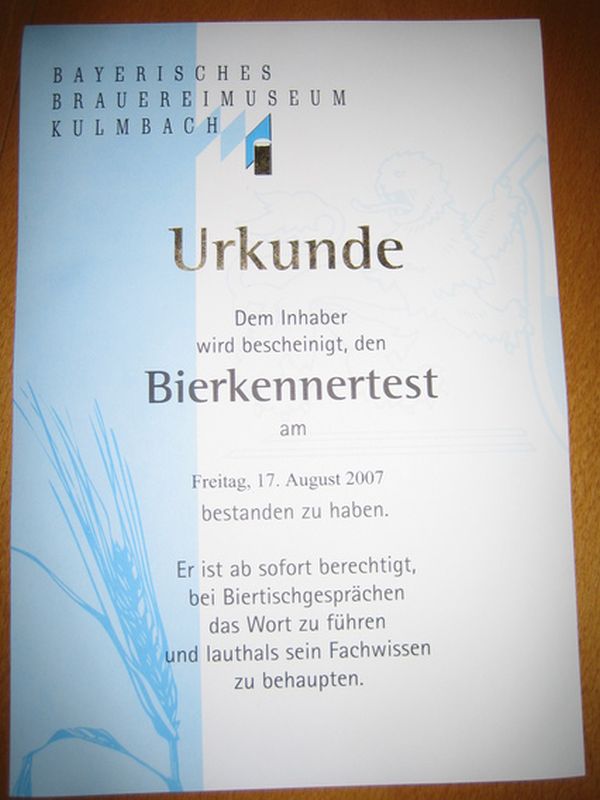 BAYERISCHES
BRAUEREIMUSEUM
KULMBACH
Urkunde
Dem Inhaber
wird bescheinigt, den
Bierkennertest
am
Freitag, 17. August 2007
bestanden zu haben.
Er ist ab sofort berechtigt,
bei Biertischgesprächen
das Wort zu führen
und lauthals sein Fachwissen
zu behaupten.